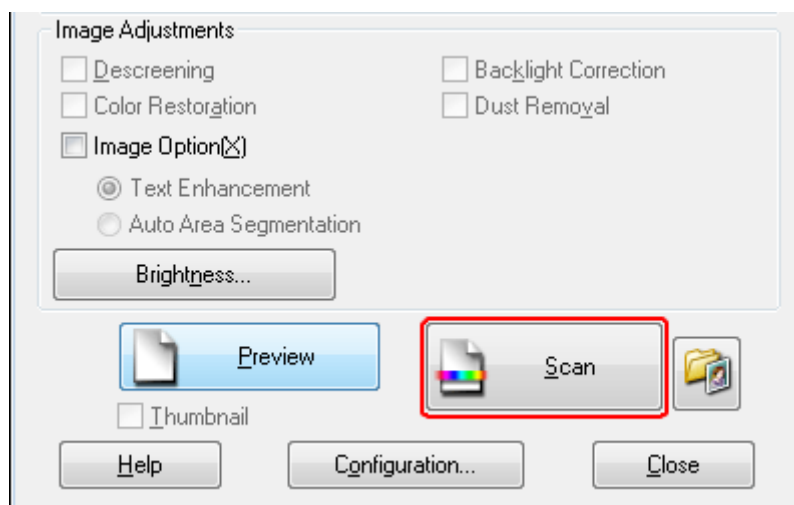 Image Adjustments
Descreening Backlight Correction
Color Restoration Dust Removal
Image Option(X)
Text Enhancement
Auto Area Segmentation
Brightness...
Preview Scan
Thumbnail
Help Configuration... Close